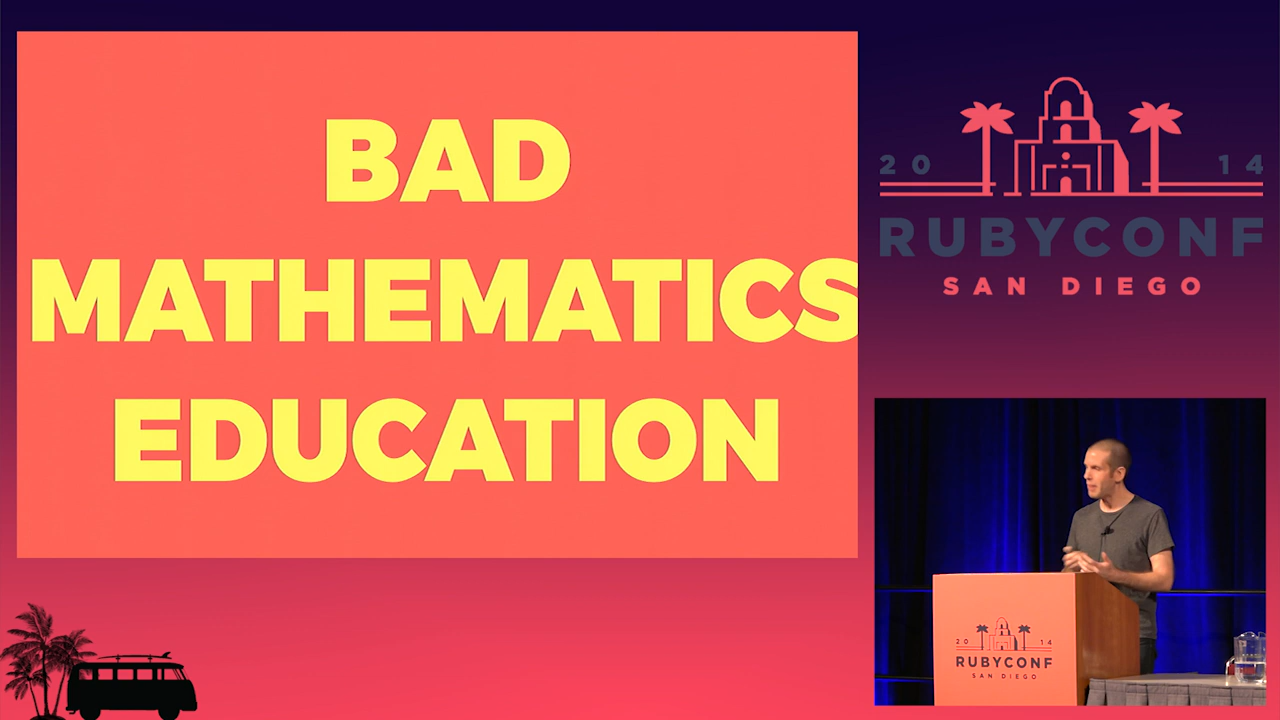 BAD
MATHEMATICS
EDUCATION
20 14
RUBYCONF
SAN DIEGO
20 14
RUBYCONF
SAN DIEGO